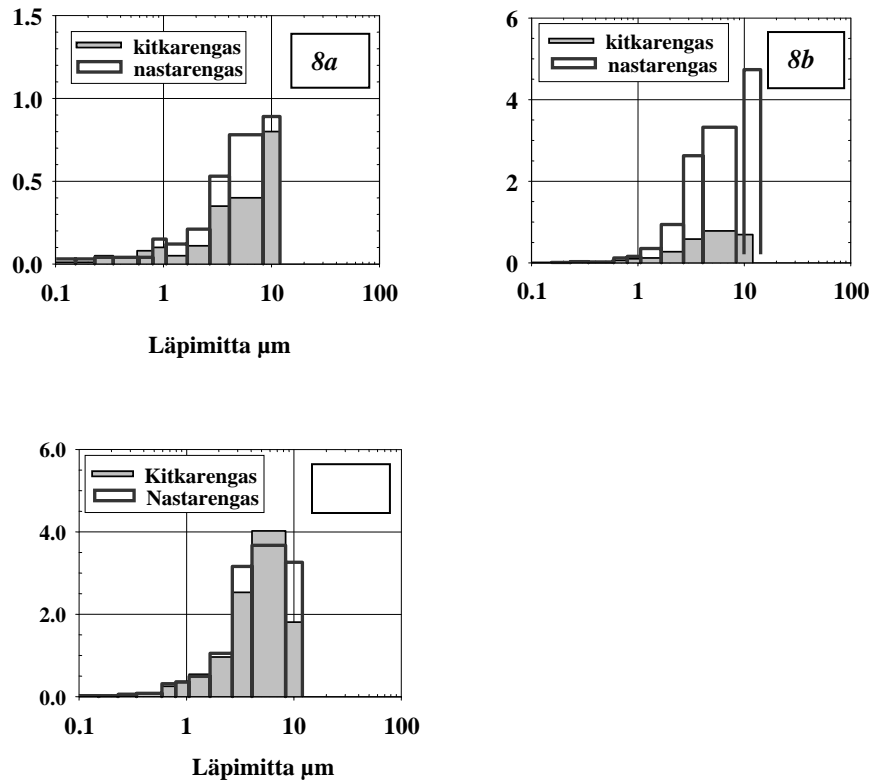 1.5
kitkarengas
nastarengas
8a
1.0
0.5
0.0
0.1 1 10 100
Läpimitta µm
6
kitkarengas
nastarengas
8b
4
2
0
0.1 1 10 100
6.0
Kitkarengas
Nastarengas
4.0
2.0
0.0
0.1 1 10 100
Läpimitta µm